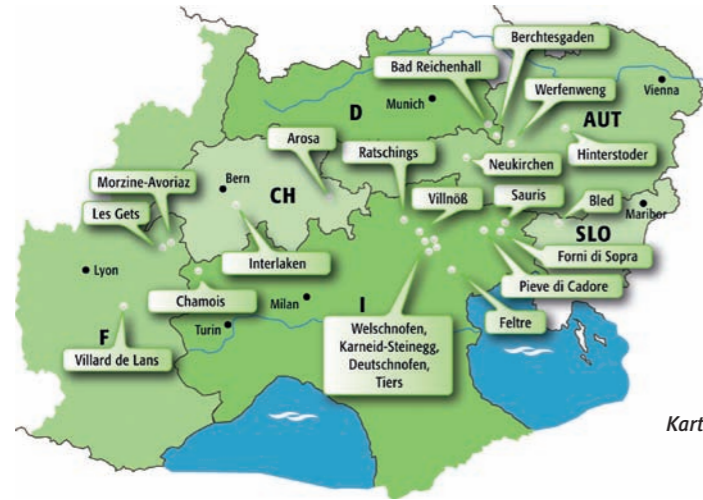 Berchtesgaden
Bad Reichenhall
Werfenweng
Munich
Vienna
D
AUT
Arosa
Ratschings
Neukirchen
Hinterstoder
Morzine-Avoriaz
Bern
CH
Villnöß
Sauris
Bled
Maribor
Les Gets
SLO
Lyon
Interlaken
Forni di Sopra
Chamois
Milan
I
Pieve di Cadore
Turin
Feltre
F
Villard de Lans
Welschnofen,
Karneid-Steinegg,
Deutschnofen,
Tiers
Kart